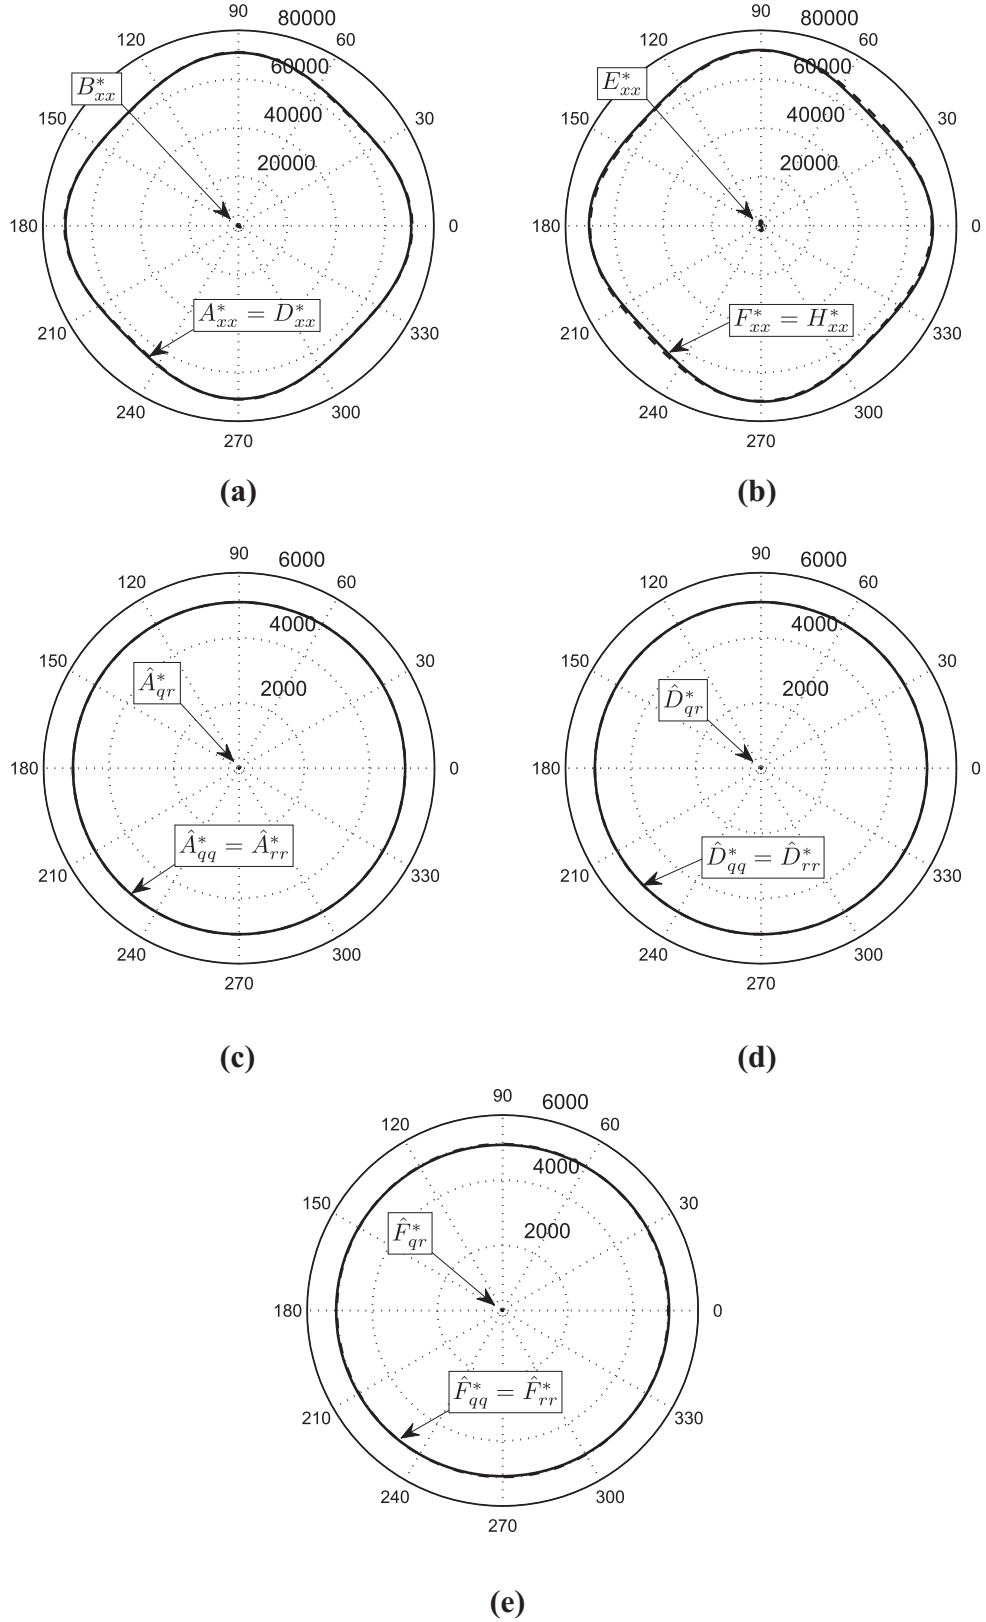 90 80000 90 80000
120 60 120 60
60000 60000
B*xx E*xx
150 40000 30 150 40000 30
20000 20000
180 0 180 0
A*xx = D*xx F*xx = H*xx
210 330 210 330
240 300 240 300
270 270
(a) (b)
90 6000 90 6000
120 60 120 60
4000 4000
150 30 150 30
Â*qr D̂*qr
2000 2000
180 0 180 0
Â*qq = Â*rr D̂*qq = D̂*rr
210 330 210 330
240 300 240 300
270 270
(c) (d)
90 6000
120 60
4000
150 30
F̂*qr 2000
180 0
F̂*qq = F̂*rr
210 330
240 300
270
(e)